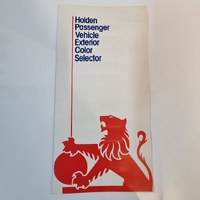 Holden
Passenger
Vehicle
Exterior
Color
Selector